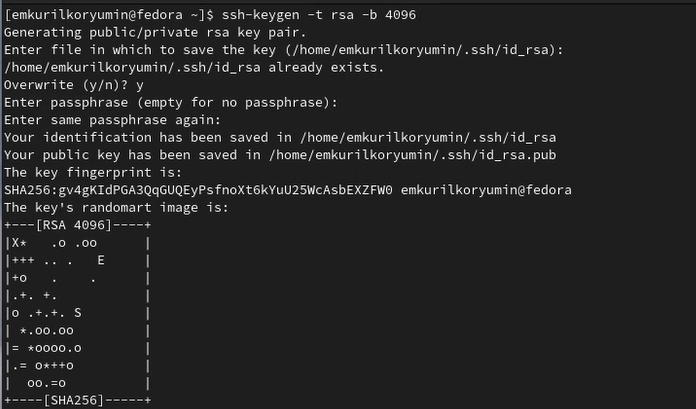 [emkurilkoryumin@fedora ~]$ ssh-keygen -t rsa -b 4096
Generating public/private rsa key pair.
Enter file in which to save the key (/home/emkurilkoryumin/.ssh/id_rsa):
/home/emkurilkoryumin/.ssh/id_rsa already exists.
Overwrite (y/n)? y
Enter passphrase (empty for no passphrase):
Enter same passphrase again:
Your identification has been saved in /home/emkurilkoryumin/.ssh/id_rsa
Your public key has been saved in /home/emkurilkoryumin/.ssh/id_rsa.pub
The key fingerprint is:
SHA256:gv4gKIdPGA3QqGUQEyPsfnoXt6kYuU25WcAsbEXZFW0 emkurilkoryumin@fedora
The key's randomart image is:
+---[RSA 4096]----+
|X*   .o .oo      |
|+++ .. .   E     |
|+o   .    .      |
|.+. +.           |
|o .+.+. S        |
| *.oo.oo         |
|= *oooo.o        |
|.= o*++o         |
|  oo.=o          |
+----[SHA256]-----+